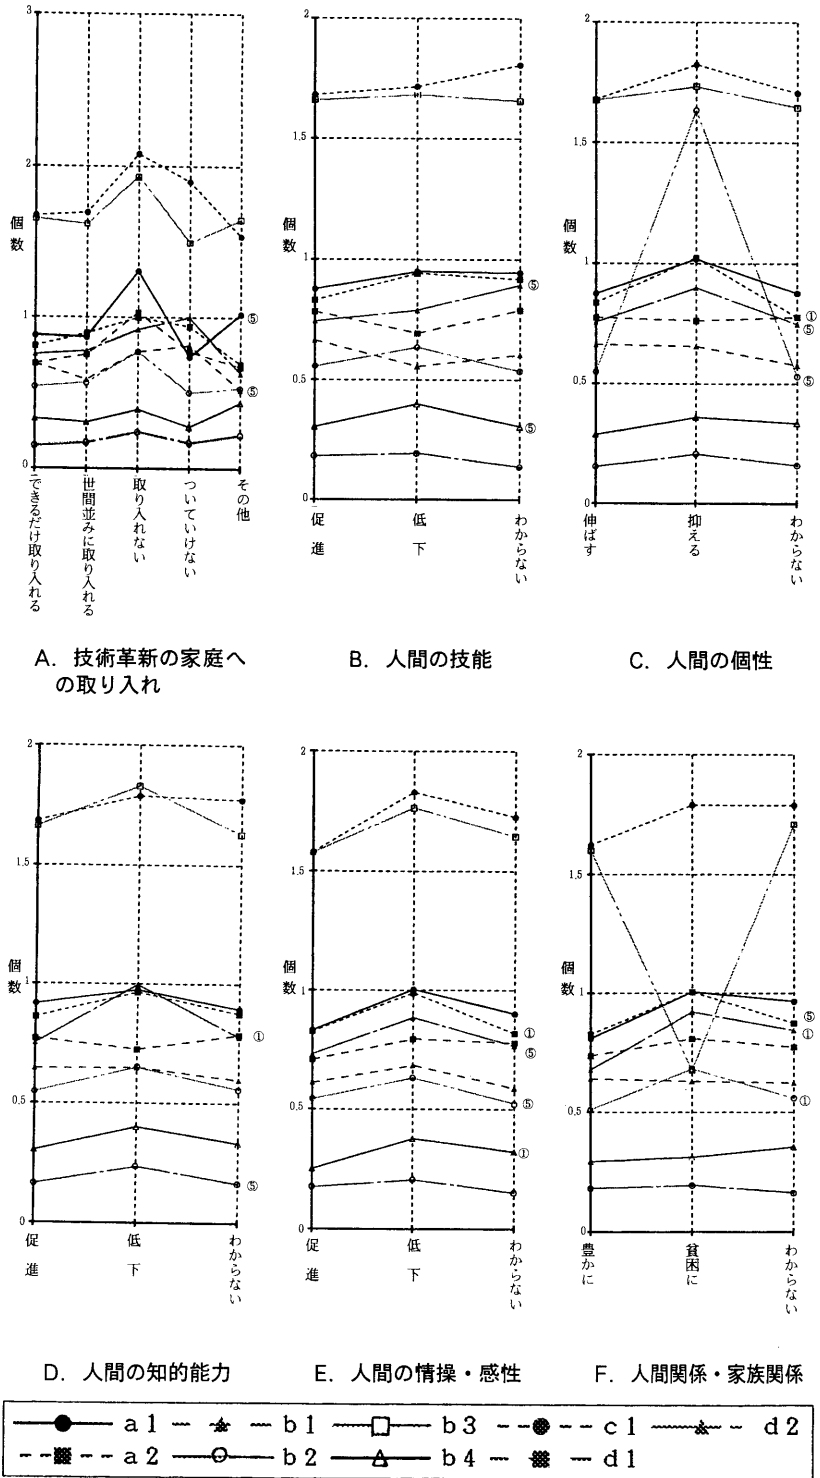 3
2
1
0
個数
⑤
⑤
できるだけ取り入れる
世間並みに取り入れる
取り入れない
ついていけない
その他
A. 技術革新の家庭へ
の取り入れ
2
1.5
1
0.5
0
個数
⑤
⑤
促進
低下
わからない
B. 人間の技能
2
1.5
1
0.5
0
個数
①
⑤
⑤
伸ばす
抑える
わからない
C. 人間の個性
2
1.5
1
0.5
0
個数
①
⑤
促進
低下
わからない
D. 人間の知的能力
2
1.5
1
0.5
0
個数
①
⑤
⑤
①
促進
低下
わからない
E. 人間の情操・感性
2
1.5
1
0.5
0
個数
⑤
①
①
豊かに
貧困に
わからない
F. 人間関係・家族関係
a1 b1 b3 c1 d2
a2 b2 b4 d1